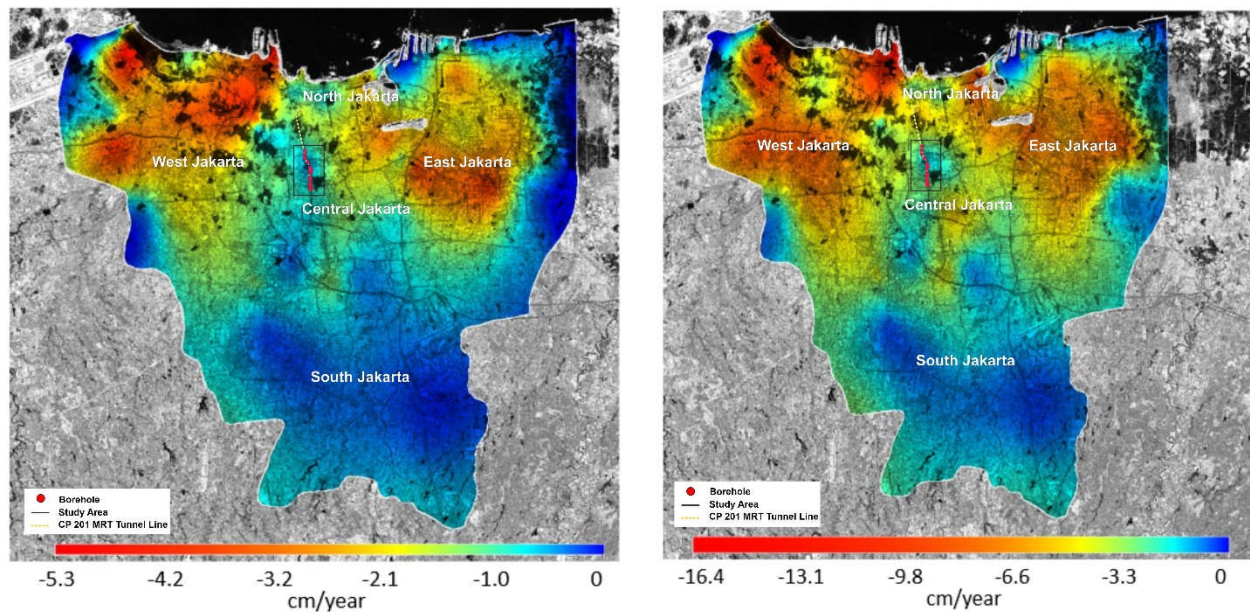 North Jakarta
West Jakarta
East Jakarta
Central Jakarta
South Jakarta
Borehole
Study Area
CP 201 MRT Tunnel Line
-5.3 -4.2 -3.2 -2.1 -1.0 0
cm/year
North Jakarta
West Jakarta
East Jakarta
Central Jakarta
South Jakarta
Borehole
Study Area
CP 201 MRT Tunnel Line
-16.4 -13.1 -9.8 -6.6 -3.3 0
cm/year